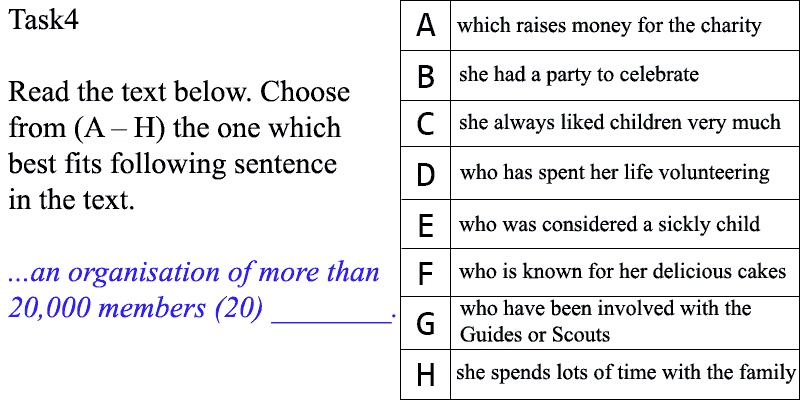 Task4
Read the text below. Choose
from (A – H) the one which
best fits following sentence
in the text.
...an organisation of more than
20,000 members (20) ________.
A which raises money for the charity
B she had a party to celebrate
C she always liked children very much
D who has spent her life volunteering
E who was considered a sickly child
F who is known for her delicious cakes
G who have been involved with the
Guides or Scouts
H she spends lots of time with the family